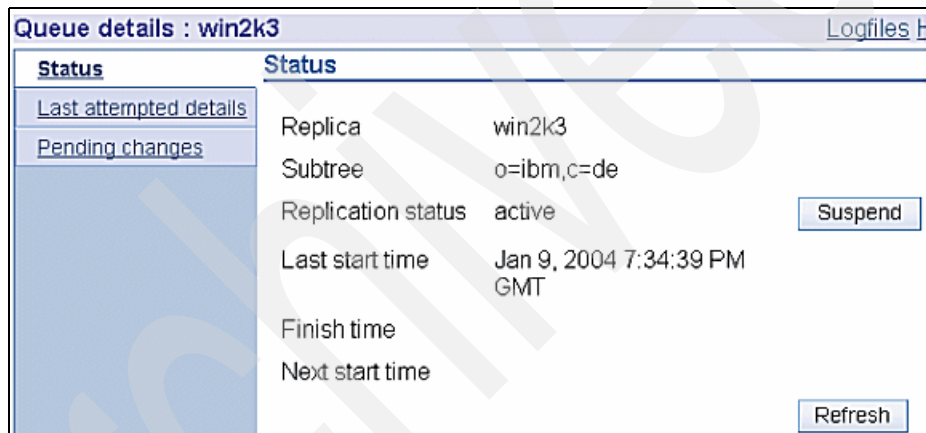 Queue details : win2k3
Logfiles H
Status
Last attempted details
Pending changes
Status
Replica win2k3
Subtree o=ibm,c=de
Replication status active Suspend
Last start time Jan 9, 2004 7:34:39 PM
GMT
Finish time
Next start time
Refresh